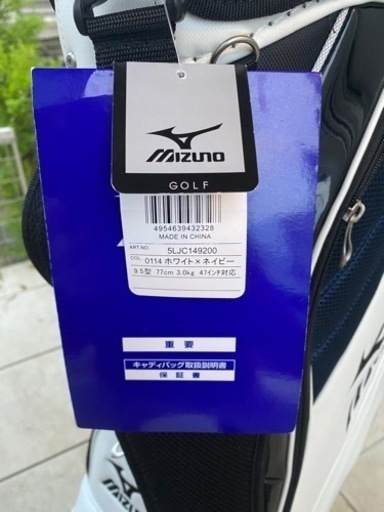 MIZUNO
GOLF
4954639432328
MADE IN CHINA
ART NO. 5LJC149200
COL. 0114 ホワイト×ネイビー
9.5型 77cm 3.0kg 47インチ対応
重要
キャディバッグ取扱説明書
保証書
MIZUNO